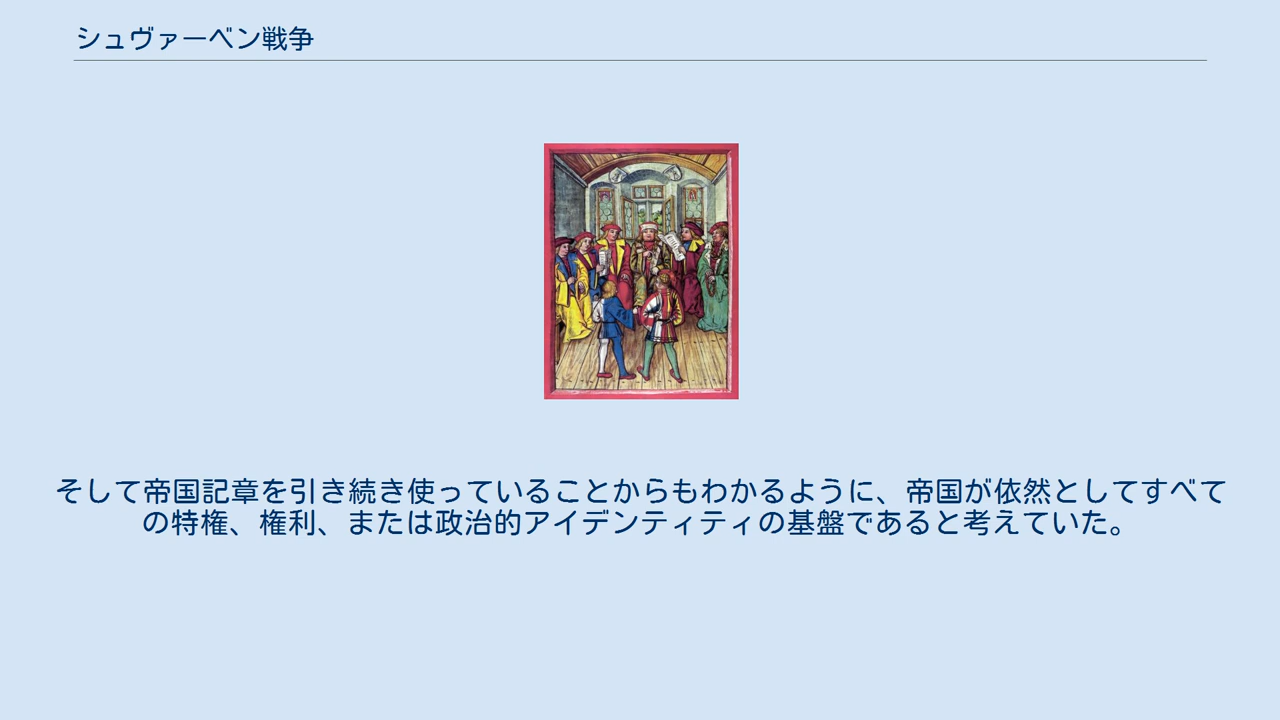 シュヴァーベン戦争
そして帝国記章を引き続き使っていることからもわかるように、帝国が依然としてすべて
の特権、権利、または政治的アイデンティティの基盤であると考えていた。